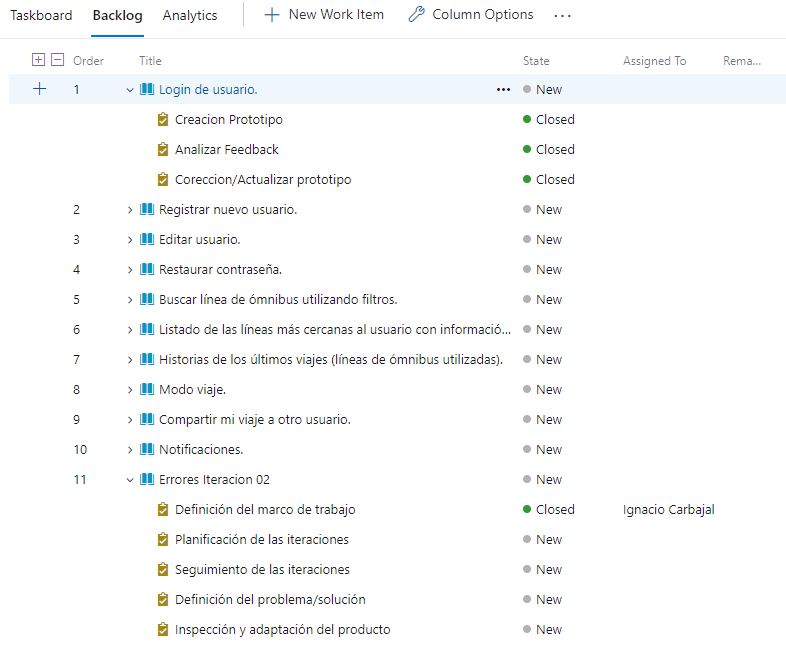 Taskboard Backlog Analytics New Work Item Column Options
Order Title State Assigned To Rema...
1 Login de usuario. New
Creacion Prototipo Closed
Analizar Feedback Closed
Coreccion/Actualizar prototipo Closed
2 Registrar nuevo usuario. New
3 Editar usuario. New
4 Restaurar contraseña. New
5 Buscar línea de ómnibus utilizando filtros. New
6 Listado de las líneas más cercanas al usuario con informació... New
7 Historias de los últimos viajes (líneas de ómnibus utilizadas). New
8 Modo viaje. New
9 Compartir mi viaje a otro usuario. New
10 Notificaciones. New
11 Errores Iteracion 02 New
Definición del marco de trabajo Closed Ignacio Carbajal
Planificación de las iteraciones New
Seguimiento de las iteraciones New
Definición del problema/solución New
Inspección y adaptación del producto New